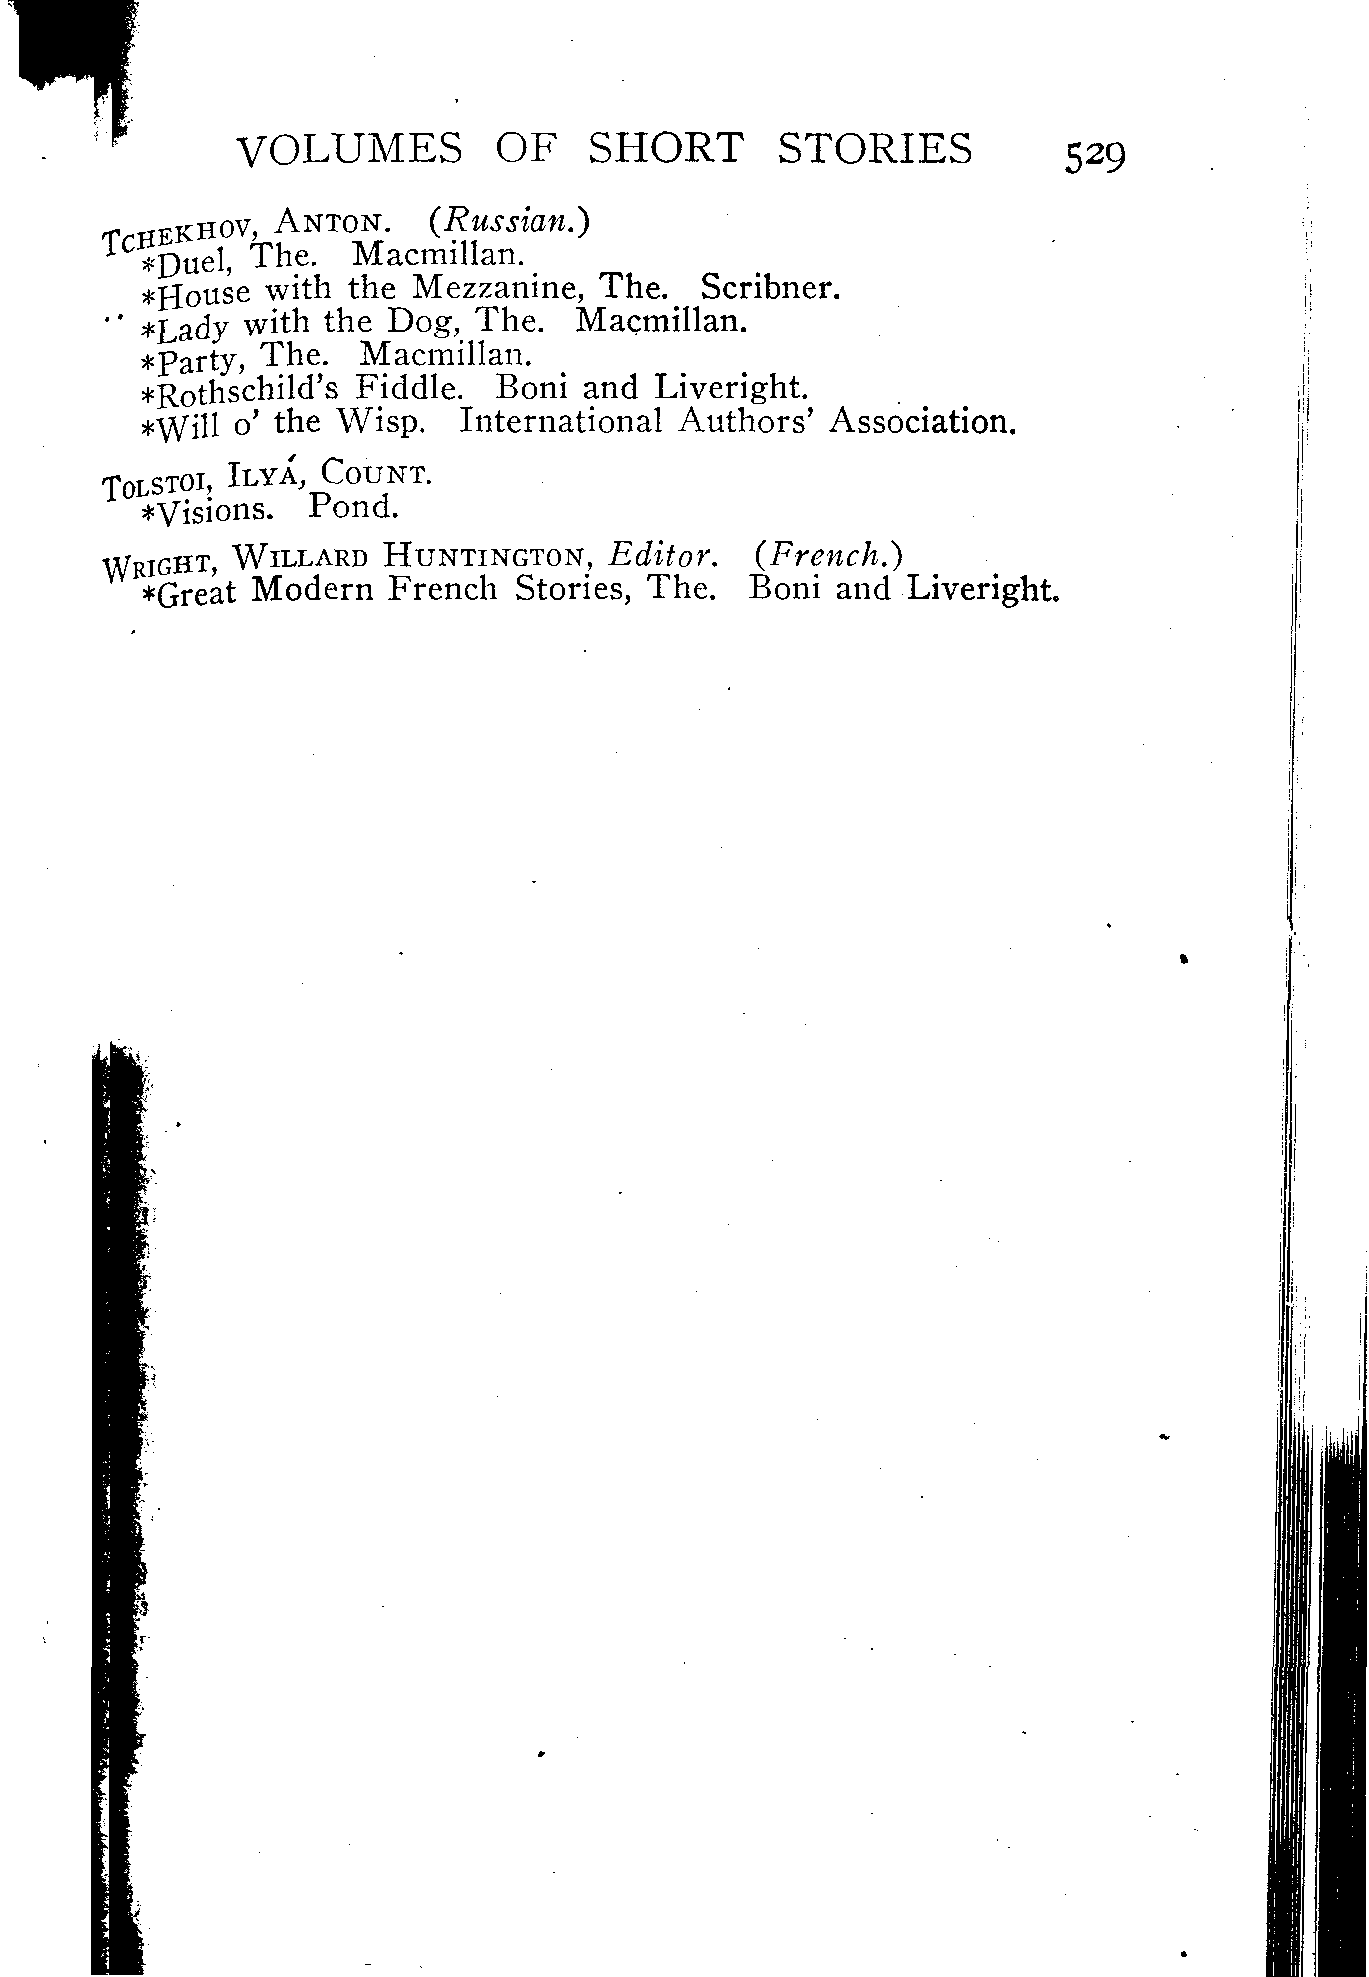 VOLUMES OF SHORT STORIES 529
TCHEKHOV, ANTON. (Russian.)
*Duel, The. Macmillan.
*House with the Mezzanine, The. Scribner.
*Lady with the Dog, The. Macmillan.
*Party, The. Macmillan.
*Rothschild's Fiddle. Boni and Liveright.
*Will o' the Wisp. International Authors' Association.
TOLSTOI, ILYÁ, COUNT.
*Visions. Pond.
WRIGHT, WILLARD HUNTINGTON, Editor. (French.)
*Great Modern French Stories, The. Boni and Liveright.